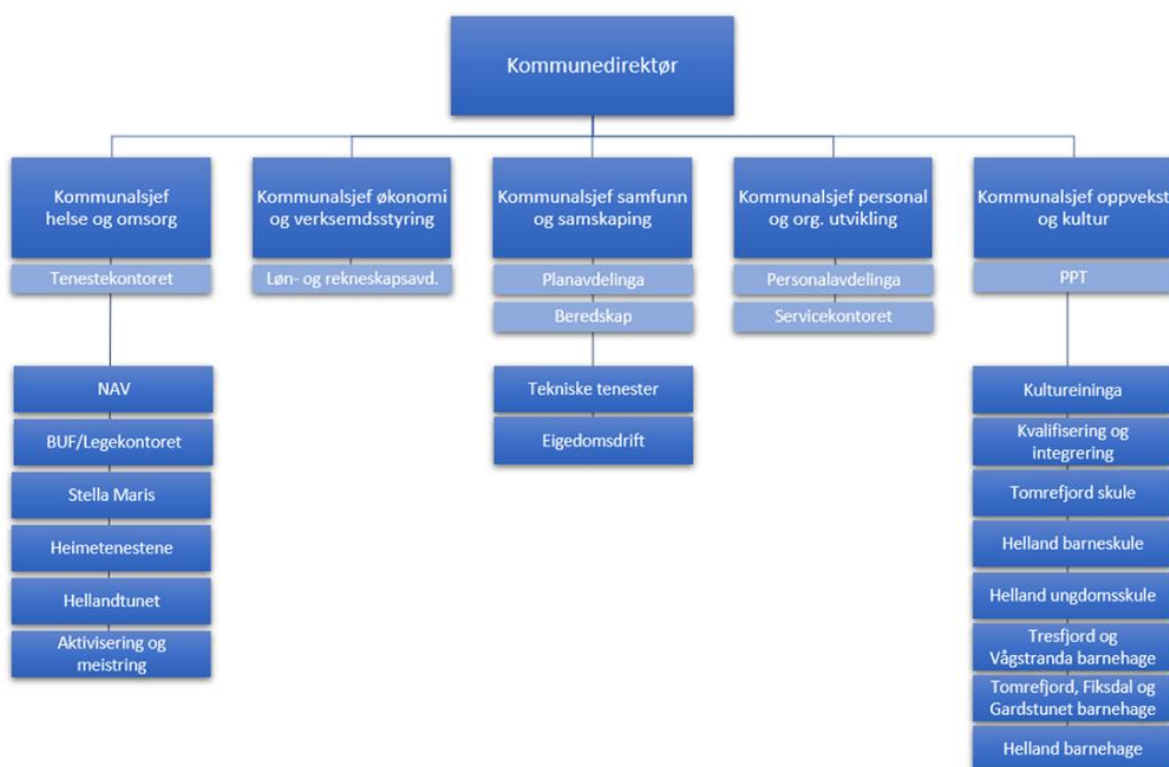 Kommunedirektør
Kommunalsjef
helse og omsorg
Kommunalsjef økonomi
og verksemdsstyring
Kommunalsjef samfunn
og samskaping
Kommunalsjef personal
og org. utvikling
Kommunalsjef oppvekst
og kultur
Tenestekontoret
Løn- og rekneskapsavd.
Planavdelinga
Personalavdelinga
PPT
Beredskap
Servicekontoret
NAV
BUF/Legekontoret
Stella Maris
Heimetenestene
Hellandtunet
Aktivisering og
meistring
Tekniske tenester
Eigedomsdrift
Kultureininga
Kvalifisering og
integrering
Tomrefjord skule
Helland barneskule
Helland ungdomsskule
Tresfjord og
Vågstranda barnehage
Tomrefjord, Fiksdal og
Gardstunet barnehage
Helland barnehage